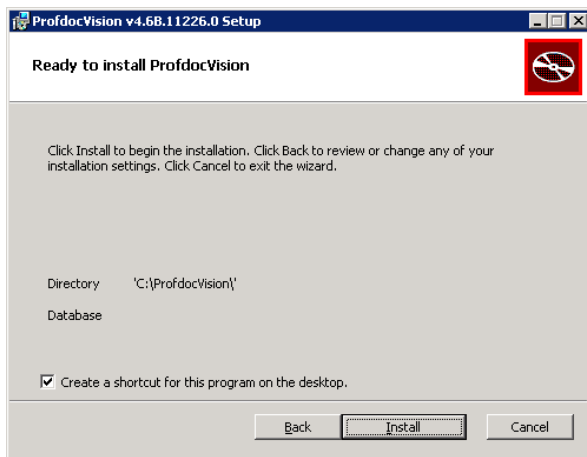 ProfdocVision v4.6B.11226.0 Setup
Ready to install ProfdocVision
Click Install to begin the installation. Click Back to review or change any of your
installation settings. Click Cancel to exit the wizard.
Directory 'C:\ProfdocVision\'
Database
Create a shortcut for this program on the desktop.
Back Install Cancel